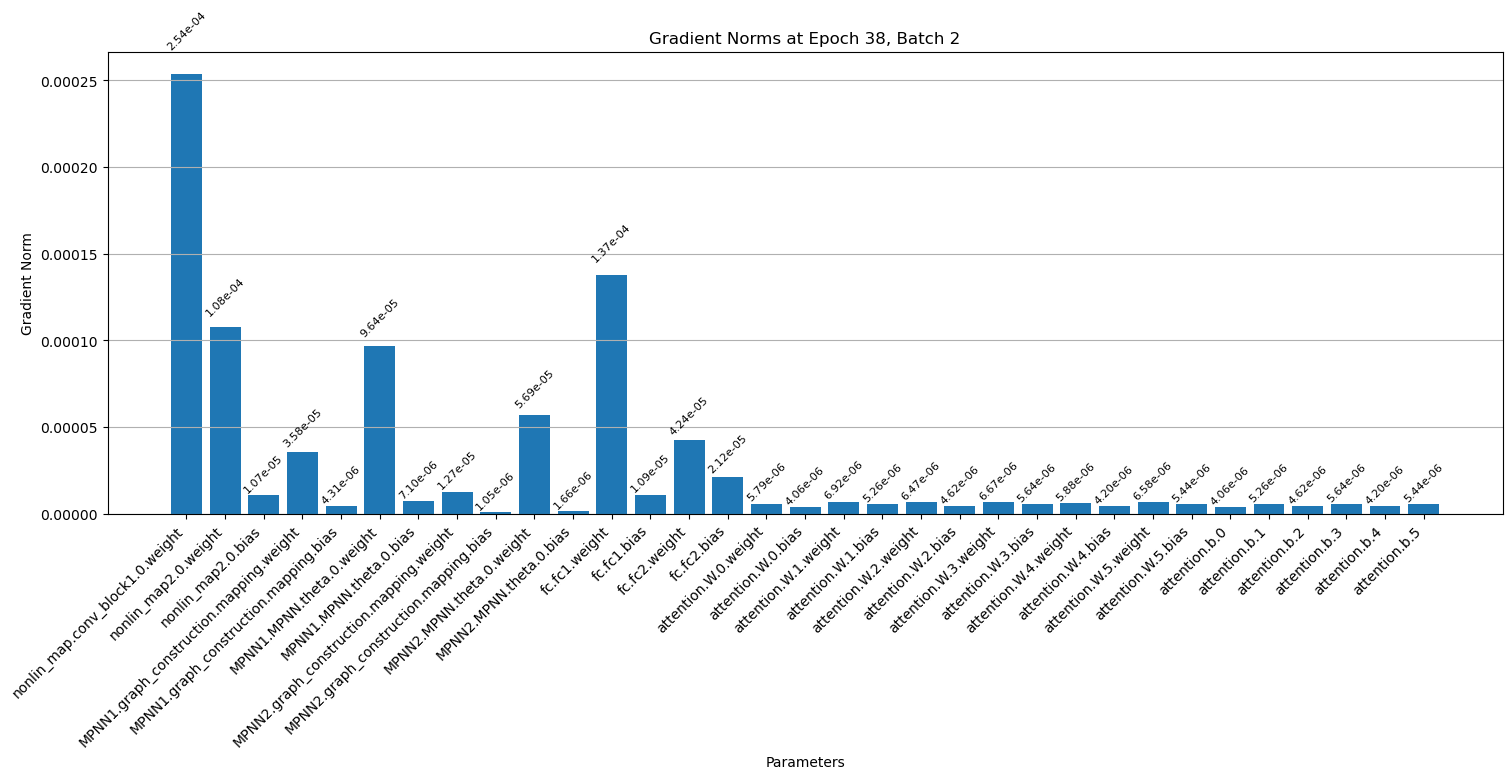 Gradient Norms at Epoch 38, Batch 2
Gradient Norm
0.00025
0.00020
0.00015
0.00010
0.00005
0.00000
2.54e-04
1.08e-04
1.07e-05
3.58e-05
4.31e-06
9.64e-05
7.10e-06
1.27e-05
1.05e-06
5.69e-05
1.66e-06
1.37e-04
1.09e-05
4.24e-05
2.12e-05
5.79e-06
4.06e-06
6.92e-06
5.26e-06
6.47e-06
4.62e-06
6.67e-06
5.64e-06
5.88e-06
4.20e-06
6.58e-06
5.44e-06
4.06e-06
5.26e-06
4.62e-06
5.64e-06
4.20e-06
5.44e-06
nonlin_map.conv_block1.0.weight
nonlin_map2.0.weight
nonlin_map2.0.bias
MPNN1.graph_construction.mapping.weight
MPNN1.graph_construction.mapping.bias
MPNN1.MPNN.theta.0.weight
MPNN1.MPNN.theta.0.bias
MPNN2.graph_construction.mapping.weight
MPNN2.graph_construction.mapping.bias
MPNN2.MPNN.theta.0.weight
MPNN2.MPNN.theta.0.bias
fc.fc1.weight
fc.fc1.bias
fc.fc2.weight
fc.fc2.bias
attention.W.0.weight
attention.W.0.bias
attention.W.1.weight
attention.W.1.bias
attention.W.2.weight
attention.W.2.bias
attention.W.3.weight
attention.W.3.bias
attention.W.4.weight
attention.W.4.bias
attention.W.5.weight
attention.W.5.bias
attention.b.0
attention.b.1
attention.b.2
attention.b.3
attention.b.4
attention.b.5
Parameters